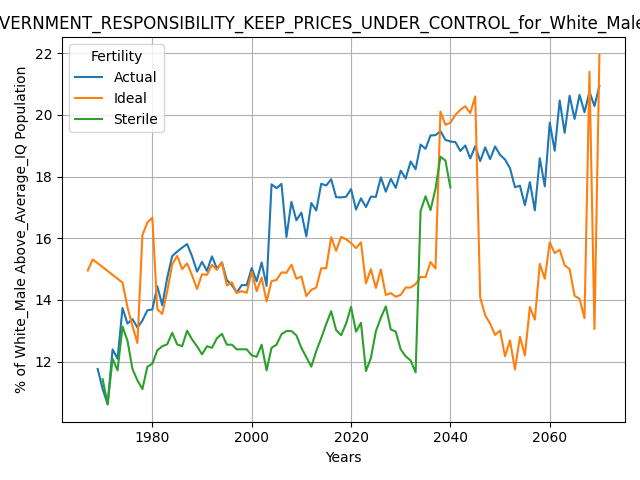 VERNMENT_RESPONSIBILITY_KEEP_PRICES_UNDER_CONTROL_for_White_Male
Fertility
Actual
Ideal
Sterile
% of White_Male Above_Average_IQ Population
22
20
18
16
14
12
1980
2000
2020
2040
2060
Years